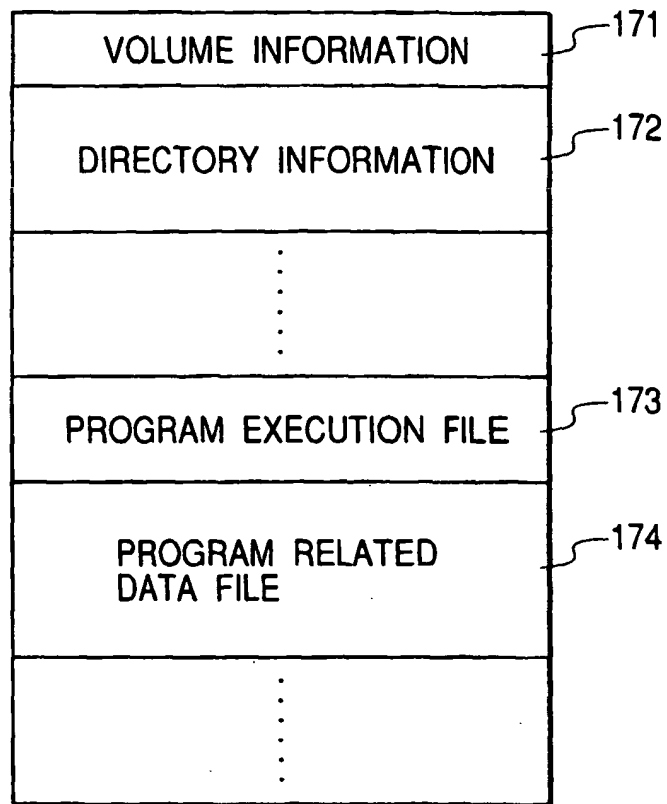 VOLUME INFORMATION
171
DIRECTORY INFORMATION
172
PROGRAM EXECUTION FILE
173
PROGRAM RELATED
DATA FILE
174